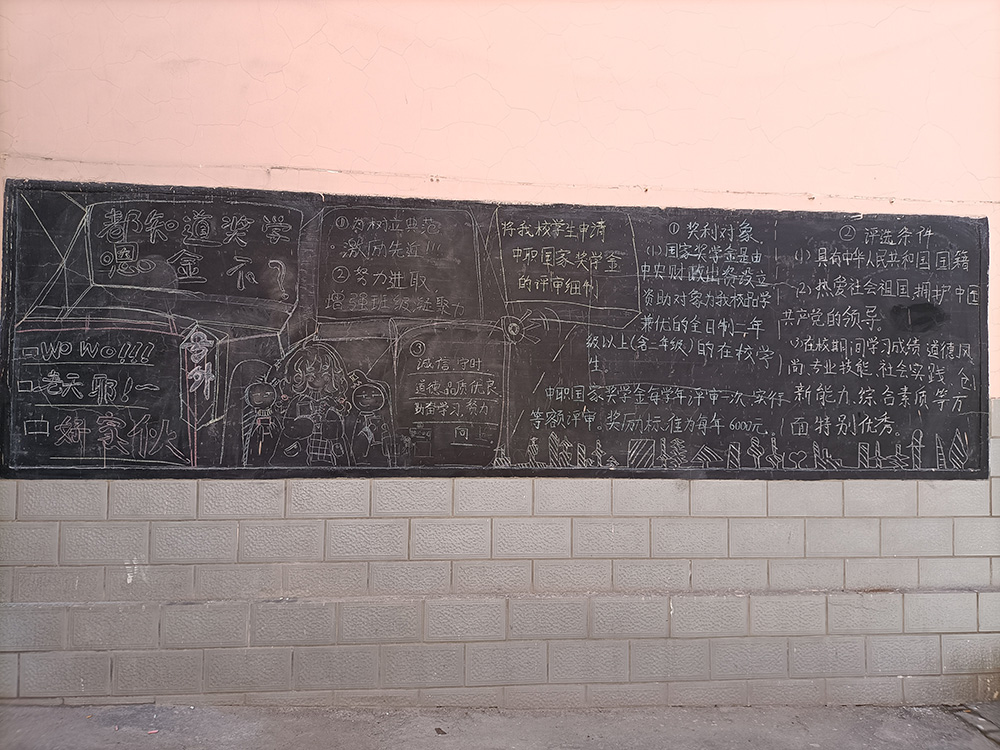 都知道奖学
嗯金不?
WO WO!!!
老天耶!~
好家伙
号外
①为树立典范
激励先进!!!
②努力进取
增强班级凝聚力
③
诚信,守时
道德品质优良
勤奋学习,努力
同
将我校学生申请
中职国家奖学金
的评审细则
①奖利对象
(1)国家奖学金是由
中央财政出资设立
资助对象为我校品学
兼优的全日制二年
级以上(含二年级)的在校学
生
中职国家奖学金每学年评审一次,实行
等额评审。奖励标准为每年6000元。
②评选条件
(1)具有中华人民共和国国籍
(2)热爱社会祖国,拥护中国
共产党的领导。
(3)在校期间学习成绩道德风
尚,专业技能,社会实践,创
新能力,综合素质等方
面特别优秀。